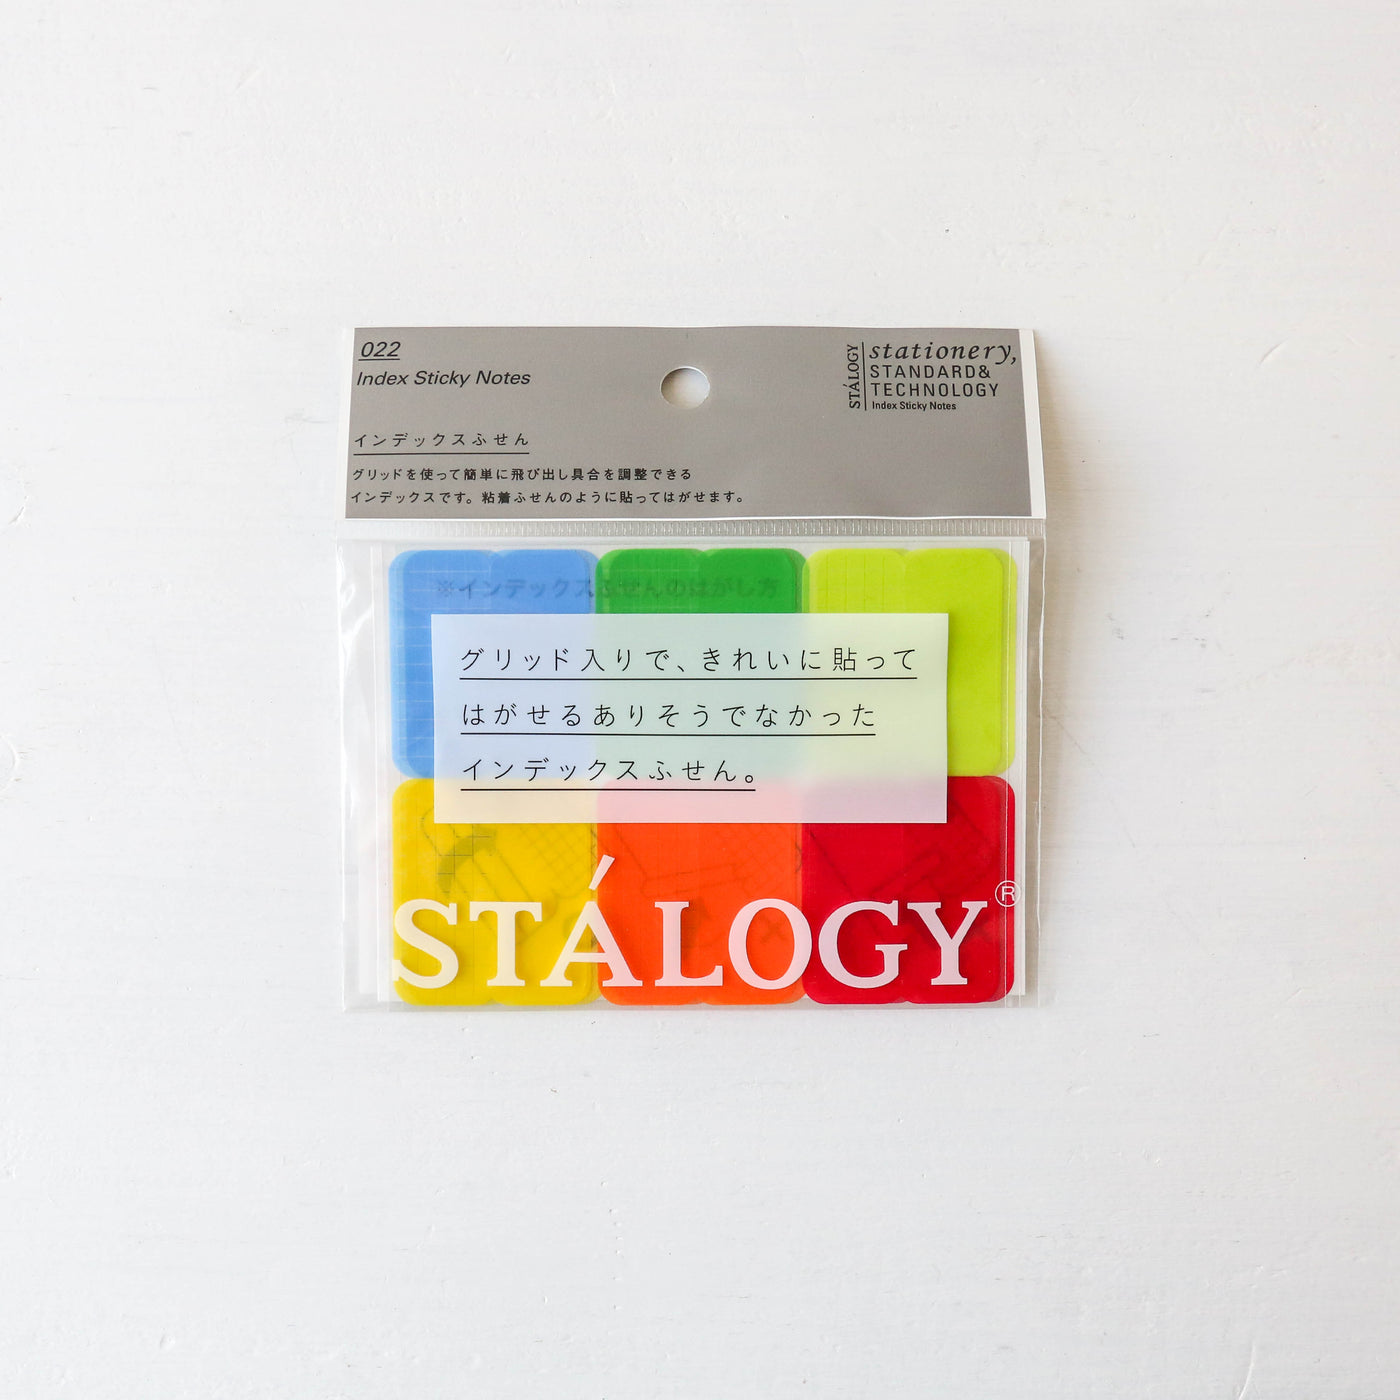 022
Index Sticky Notes
STÁLOGY
stationery,
STANDARD&
TECHNOLOGY
Index Sticky Notes
インデックスふせん
グリッドを使って簡単に飛び出し具合を調整できる
インデックスです。粘着ふせんのように貼ってはがせます。
※インデックスふせんのはがし方
グリッド入りで、きれいに貼って
はがせるありそうでなかった
インデックスふせん。
STÁLOGY®